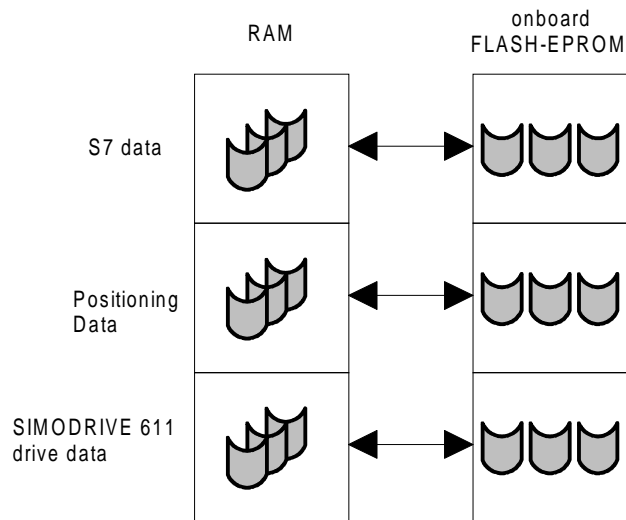 RAM
onboard
FLASH-EPROM
S7 data
Positioning
Data
SIMODRIVE 611
drive data